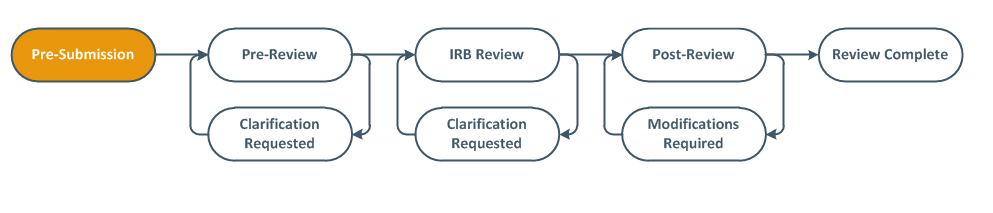 Pre-Submission
Pre-Review
IRB Review
Post-Review
Review Complete
Clarification
Requested
Clarification
Requested
Modifications
Required